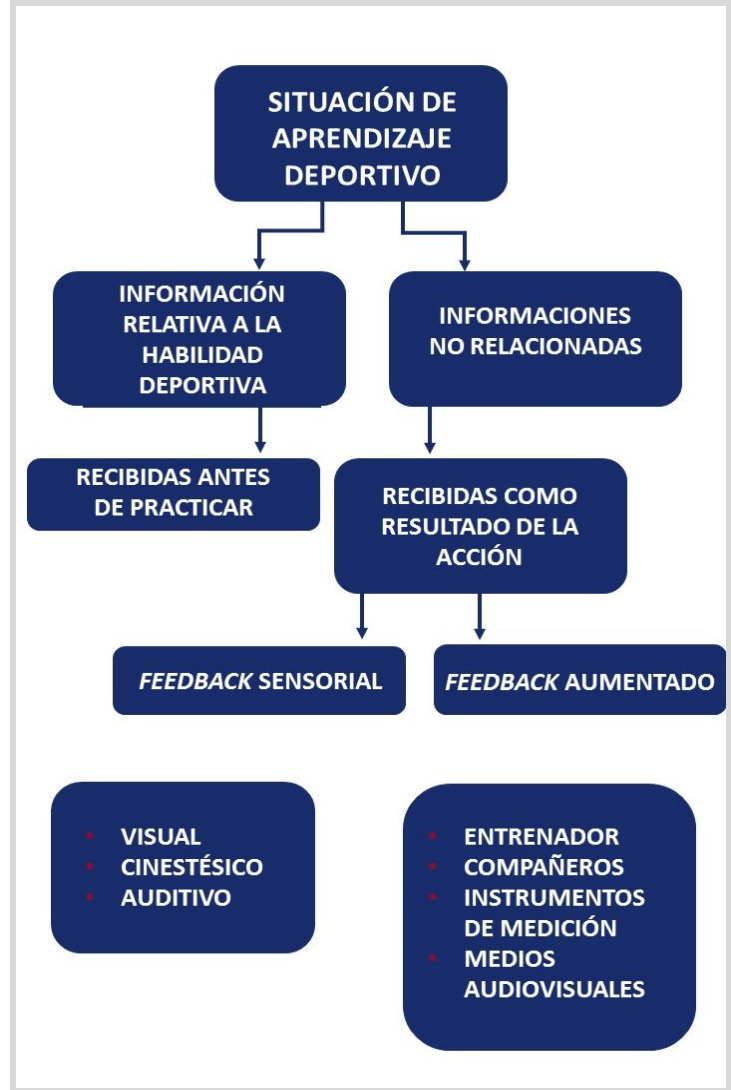 SITUACIÓN DE
APRENDIZAJE
DEPORTIVO
INFORMACIÓN
RELATIVA A LA
HABILIDAD
DEPORTIVA
INFORMACIONES
NO RELACIONADAS
RECIBIDAS ANTES
DE PRACTICAR
RECIBIDAS COMO
RESULTADO DE LA
ACCIÓN
FEEDBACK SENSORIAL
FEEDBACK AUMENTADO
• VISUAL
• CINESTÉSICO
• AUDITIVO
• ENTRENADOR
• COMPAÑEROS
• INSTRUMENTOS
DE MEDICIÓN
• MEDIOS
AUDIOVISUALES